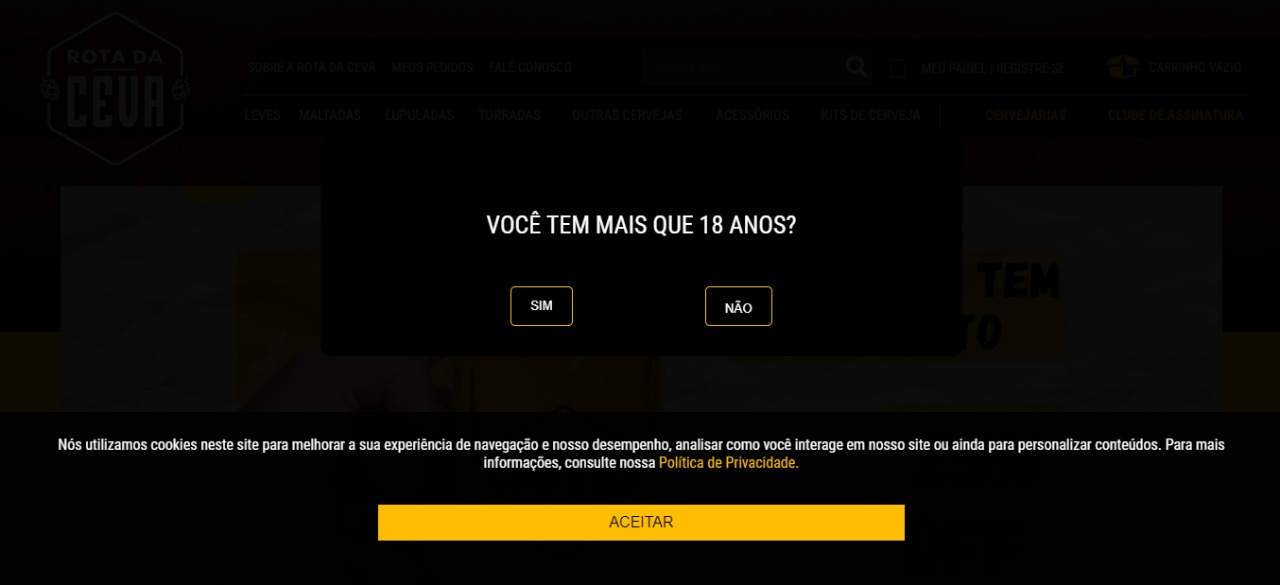 ROTA DA
CEVA
SOBRE A ROTA DA CEVA MEUS PEDIDOS FALE CONOSCO
MEU PAINEL | REGISTRE-SE CARRINHO VAZIO
LEVES MALTADAS LUPULADAS TORRADAS OUTRAS CERVEJAS ACESSÓRIOS KITS DE CERVEJA CERVEJARIAS CLUBE DE ASSINATURA
VOCÊ TEM MAIS QUE 18 ANOS?
TEM
SIM NÃO
TO
Nós utilizamos cookies neste site para melhorar a sua experiência de navegação e nosso desempenho, analisar como você interage em nosso site ou ainda para personalizar conteúdos. Para mais
informações, consulte nossa Política de Privacidade.
ACEITAR